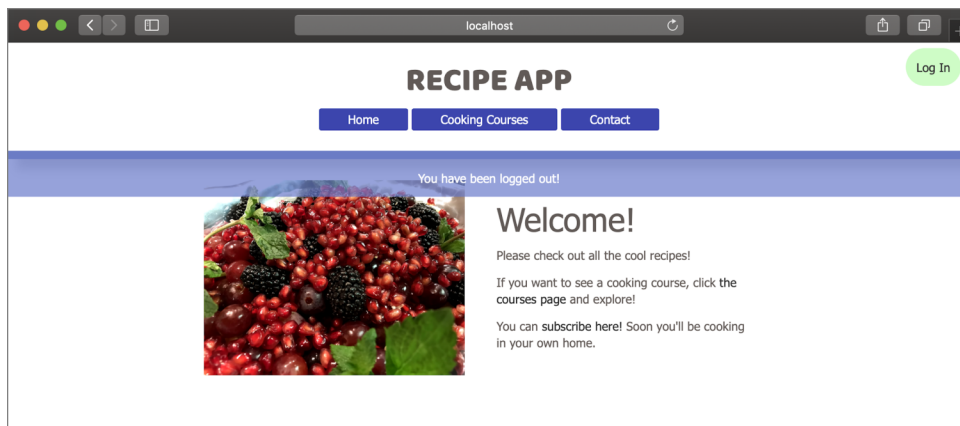 localhost
Log In
RECIPE APP
Home Cooking Courses Contact
You have been logged out!
Welcome!
Please check out all the cool recipes!
If you want to see a cooking course, click the
courses page and explore!
You can subscribe here! Soon you'll be cooking
in your own home.